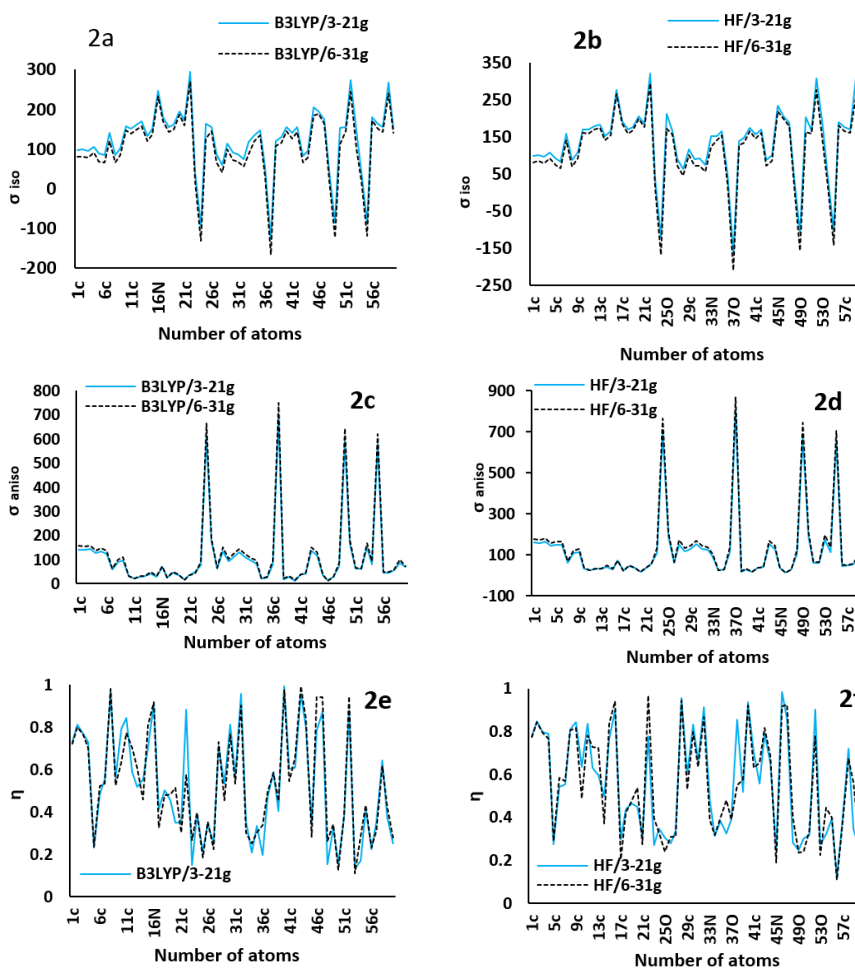 2a
B3LYP/3-21g
B3LYP/6-31g
300
200
100
0
-100
-200
σ iso
1c 6c 11c 16N 21c 26c 31c 36c 41c 46c 51c 56c
Number of atoms
2b
HF/3-21g
HF/6-31g
350
250
150
50
-50
-150
-250
σ iso
1c 5c 9c 13c 17c 21c 25O 29c 33N 37O 41c 45N 49O 53O 57c
Number of atoms
2c
B3LYP/3-21g
B3LYP/6-31g
800
700
600
500
400
300
200
100
0
σ aniso
1c 6c 11c 16N 21c 26c 31c 36c 41c 46c 51c 56c
Number of atoms
2d
HF/3-21g
HF/6-31g
900
700
500
300
100
-100
σ aniso
1c 5c 9c 13c 17c 21c 25O 29c 33N 37O 41c 45N 49O 53O 57c
Number of atoms
2e
1
0.8
0.6
0.4
0.2
0
η
B3LYP/3-21g
1c 6c 11c 16N 21c 26c 31c 36c 41c 46c 51c 56c
Number of atoms
1
0.8
0.6
0.4
0.2
0
η
HF/3-21g
HF/6-31g
1c 5c 9c 13c 17c 21c 25O 29c 33N 37O 41c 45N 49O 53O 57c
Number of atoms